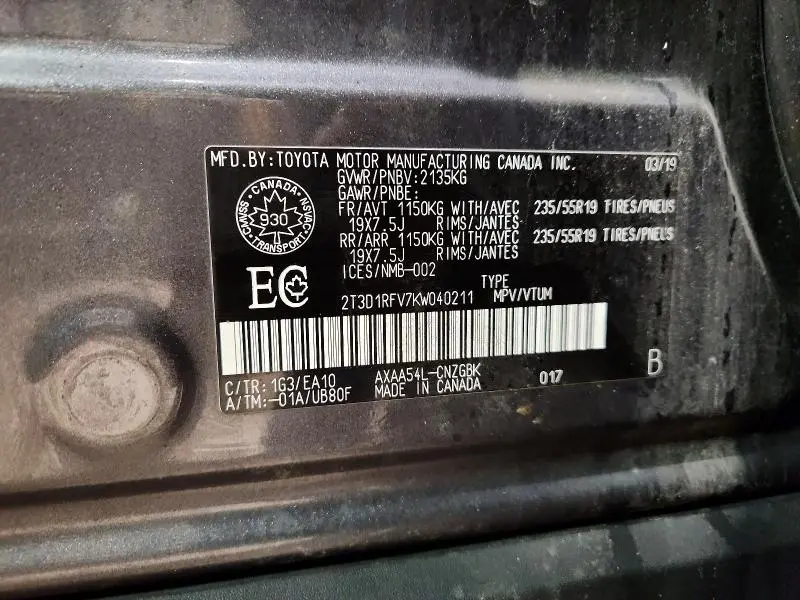 MFD.BY:TOYOTA MOTOR MANUFACTURING CANADA INC. 03/19
GVWR/PNBV:2135KG
GAWR/PNBE:
FR/AVT 1150KG WITH/AVEC 235/55R19 TIRES/PNEUS
19X7.5J RIMS/JANTES
RR/ARR 1150KG WITH/AVEC 235/55R19 TIRES/PNEUS
19X7.5J RIMS/JANTES
ICES/NMB-002
CANADA
930
TRANSPORT
CMVSS
NSVAC
EC
TYPE
2T3D1RFV7KW040211 MPV/VTUM
C/TR:1G3/EA10 AXAA54L-CNZGBK
A/TM:-01A/UB80F MADE IN CANADA 017 B